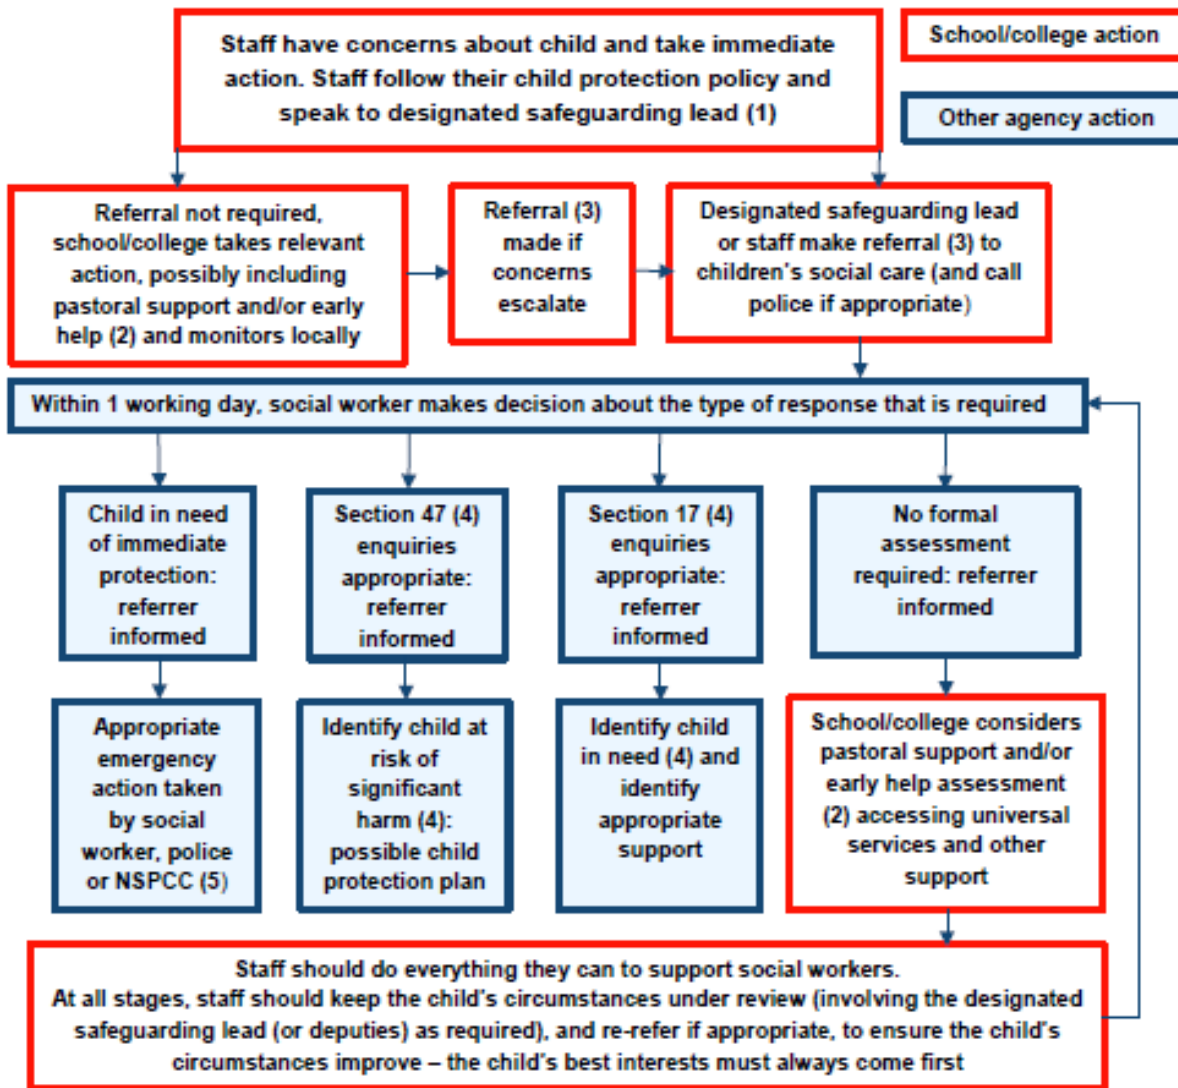 Staff have concerns about child and take immediate
action. Staff follow their child protection policy and
speak to designated safeguarding lead (1)
School/college action
Other agency action
Referral not required,
school/college takes relevant
action, possibly including
pastoral support and/or early
help (2) and monitors locally
Referral (3)
made if
concerns
escalate
Designated safeguarding lead
or staff make referral (3) to
children's social care (and call
police if appropriate)
Within 1 working day, social worker makes decision about the type of response that is required
Child in need
of immediate
protection:
referrer
informed
Section 47 (4)
enquiries
appropriate:
referrer
informed
Section 17 (4)
enquiries
appropriate:
referrer
informed
No formal
assessment
required: referrer
informed
Appropriate
emergency
action taken
by social
worker, police
or NSPCC (5)
Identify child at
risk of
significant
harm (4):
possible child
protection plan
Identify child
in need (4) and
identify
appropriate
support
School/college considers
pastoral support and/or
early help assessment
(2) accessing universal
services and other
support
Staff should do everything they can to support social workers.
At all stages, staff should keep the child's circumstances under review (involving the designated
safeguarding lead (or deputies) as required), and re-refer if appropriate, to ensure the child's
circumstances improve – the child's best interests must always come first